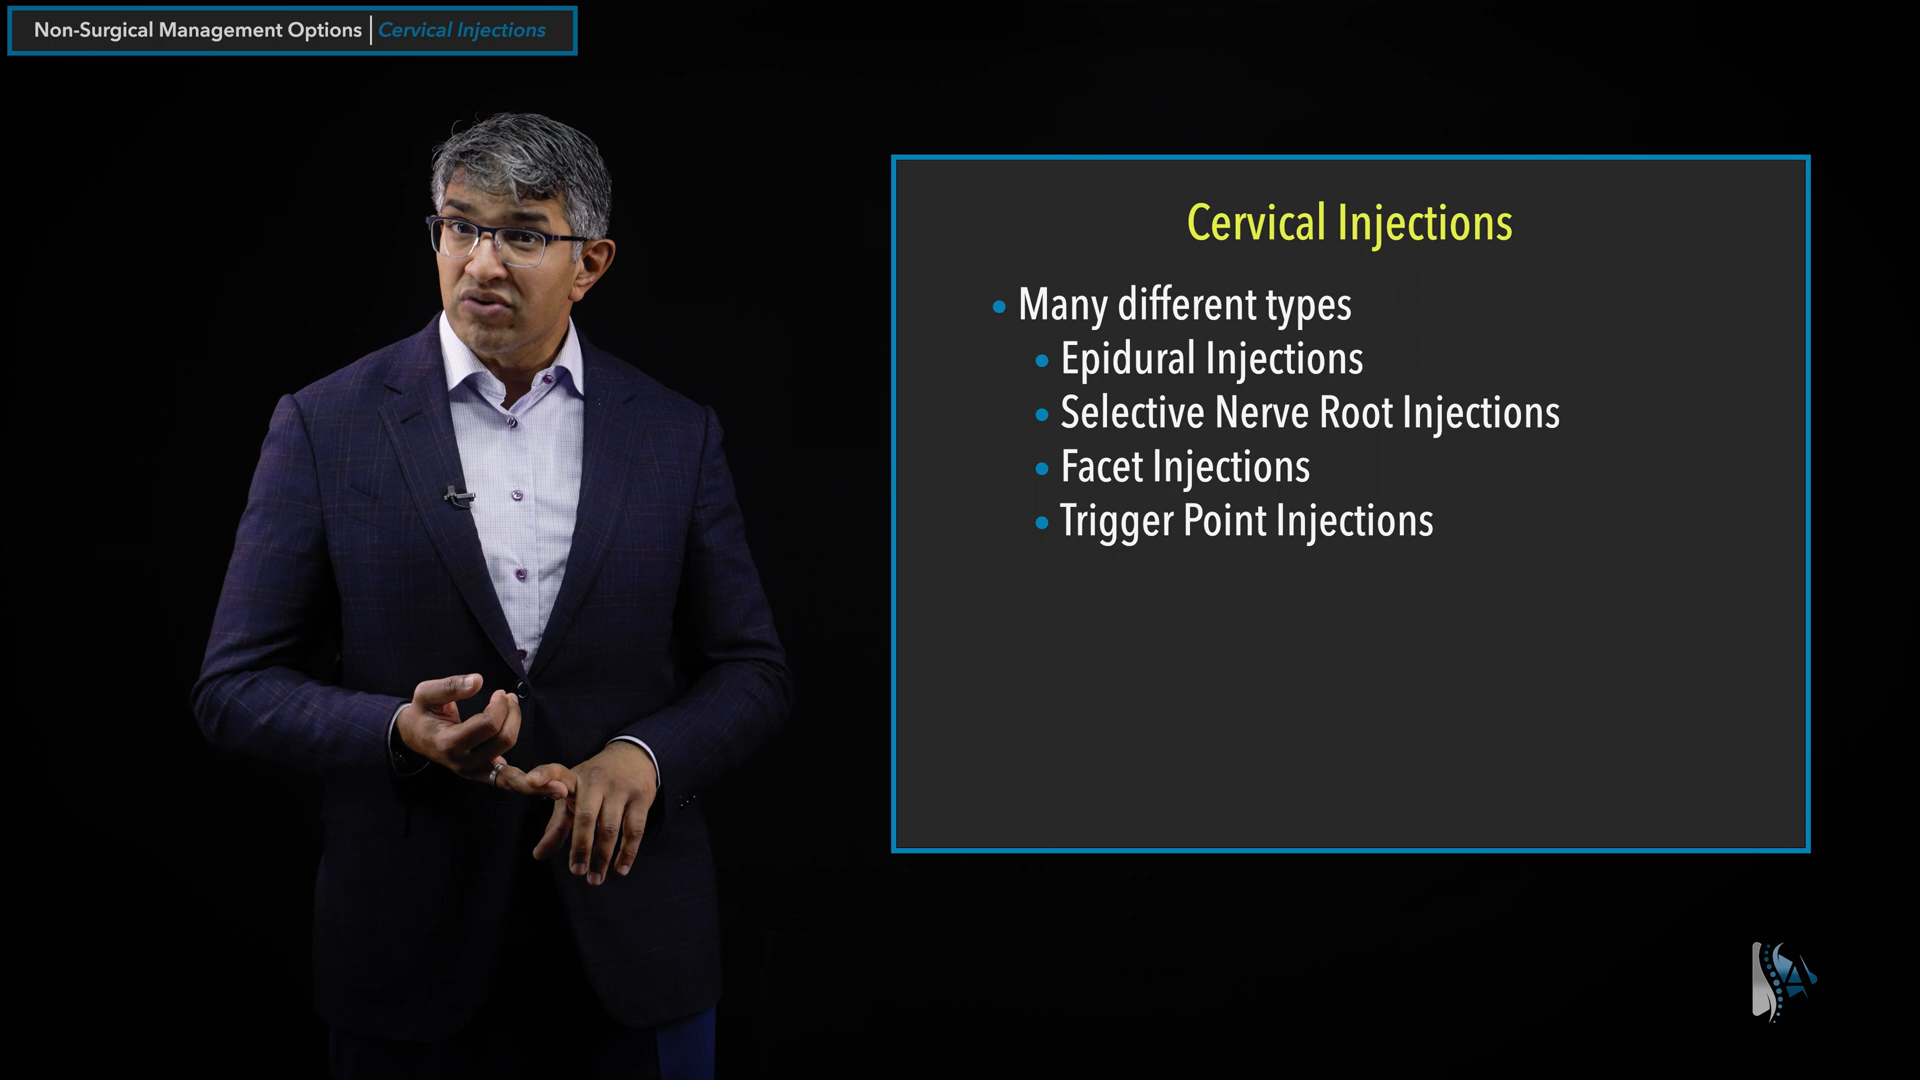 Non-Surgical Management Options | Cervical Injections
Cervical Injections
• Many different types
• Epidural Injections
• Selective Nerve Root Injections
• Facet Injections
• Trigger Point Injections